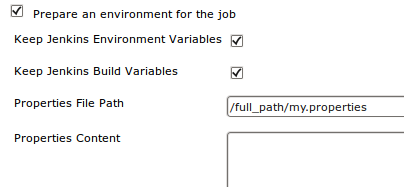 Prepare an environment for the job
Keep Jenkins Environment Variables
Keep Jenkins Build Variables
Properties File Path /full_path/my.properties
Properties Content